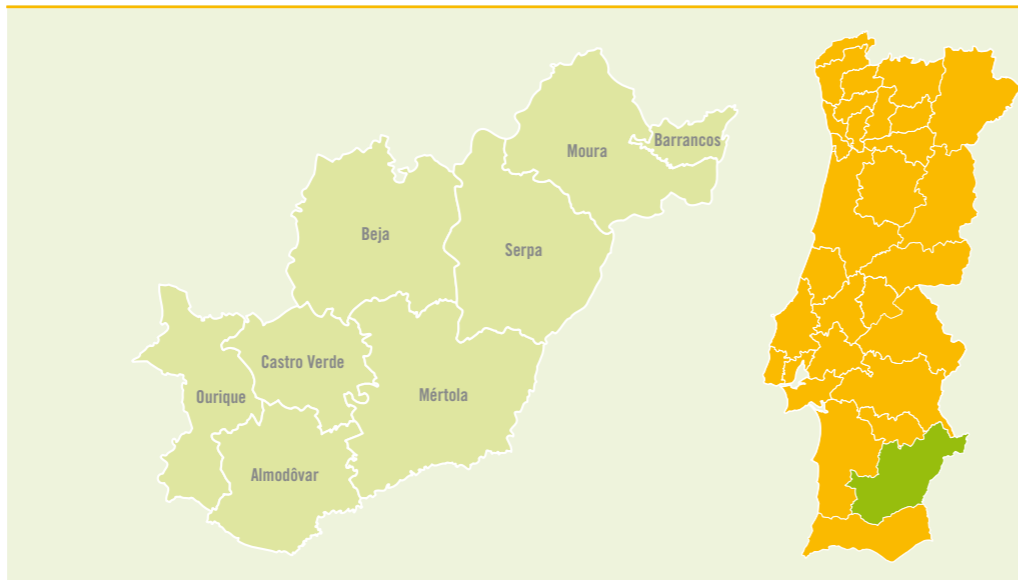 Barrancos
Moura
Beja
Serpa
Castro Verde
Ourique
Mértola
Almodôvar